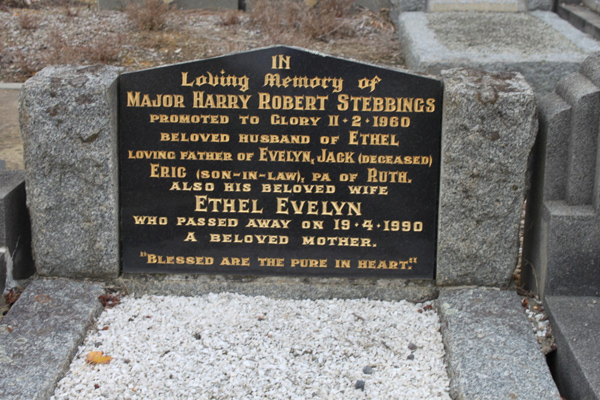 IN
Loving Memory of
MAJOR HARRY ROBERT STEBBINGS
PROMOTED TO GLORY 11·2·1960
BELOVED HUSBAND OF ETHEL
LOVING FATHER OF EVELYN, JACK (DECEASED)
ERIC (SON-IN-LAW), PA OF RUTH.
ALSO HIS BELOVED WIFE
ETHEL EVELYN
WHO PASSED AWAY ON 19·4·1990
A BELOVED MOTHER.
"BLESSED ARE THE PURE IN HEART."